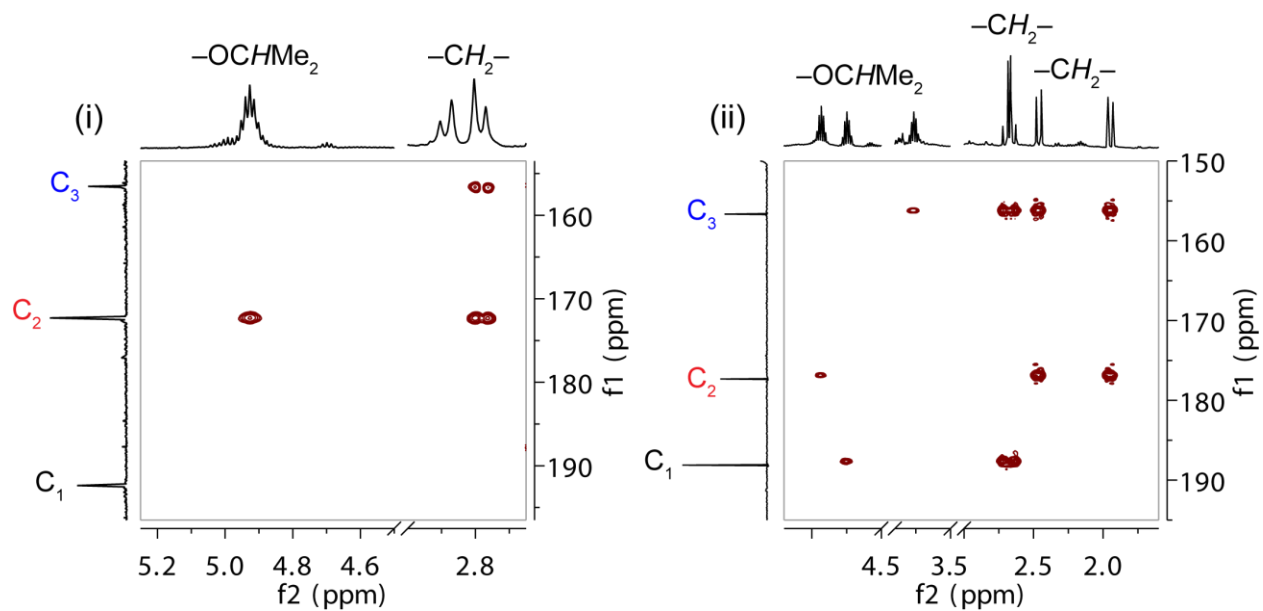 –CH₂–
–OCHMe₂ –CH₂– –OCHMe₂ –CH₂–
(i) (ii)
C₃ 160 C₃ 150
160
C₂ 170 170
180 C₂ 180
C₁ 190 C₁ 190
f1 (ppm) f1 (ppm)
5.2 5.0 4.8 4.6 2.8 4.5 3.5 2.5 2.0
f2 (ppm) f2 (ppm)